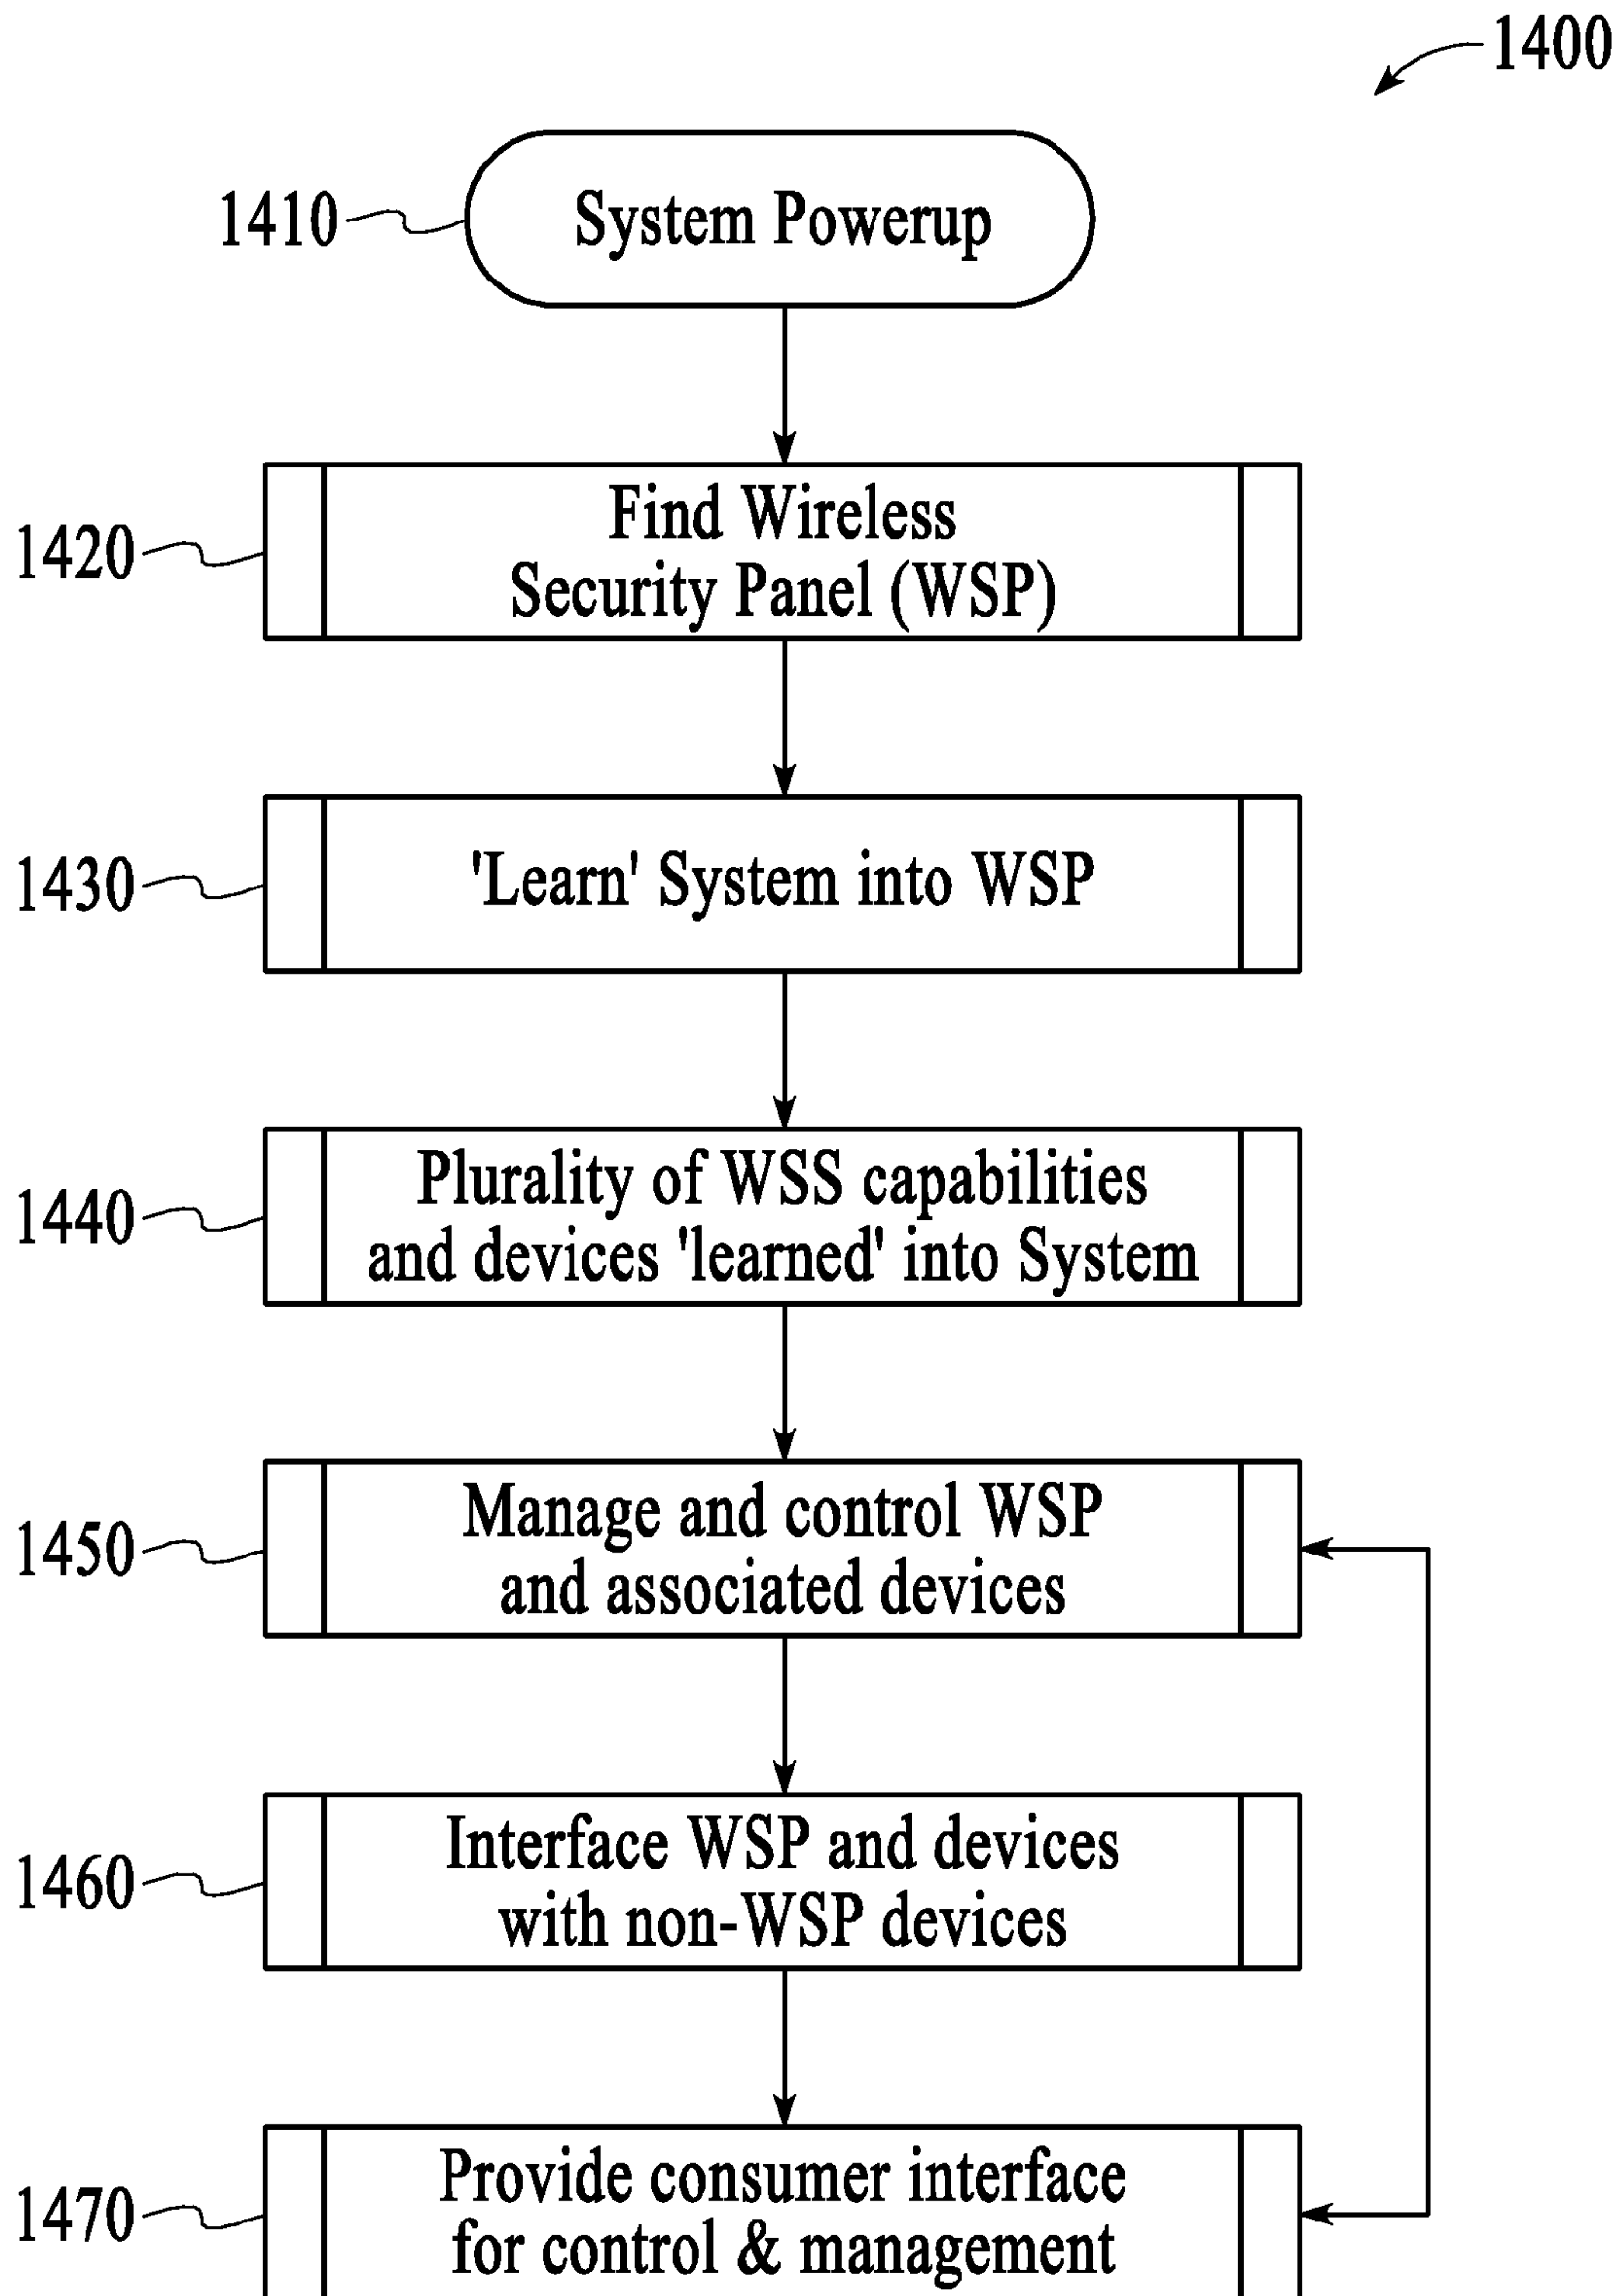 1400
1410
System Powerup
1420
Find Wireless
Security Panel (WSP)
1430
'Learn' System into WSP
1440
Plurality of WSS capabilities
and devices 'learned' into System
1450
Manage and control WSP
and associated devices
1460
Interface WSP and devices
with non-WSP devices
1470
Provide consumer interface
for control & management